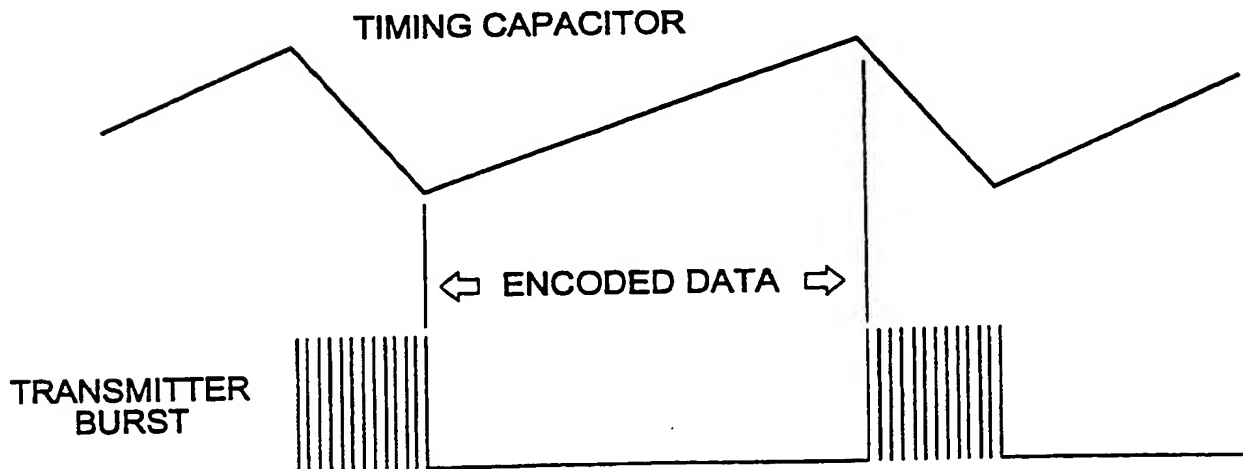 TIMING CAPACITOR
ENCODED DATA
TRANSMITTER
BURST